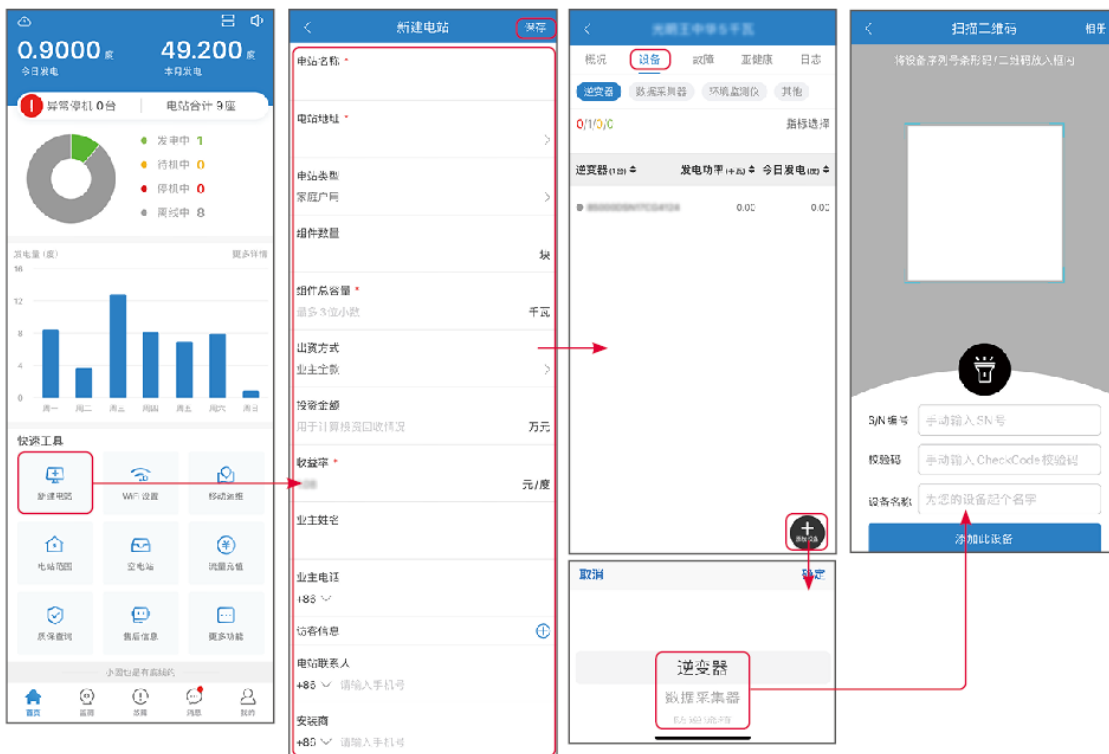 0.9000 度
49.200 度
今日发电
本月发电
异常停机 0台
电站合计 9座
发电中 1
待机中 0
停机中 0
离线中 8
发电量(度)
更多详情
16
12
8
4
0
周一 周二 周三 周四 周五 周六 周日
快速工具
新建电站
WiFi 设置
移动运维
电站范围
空电站
流量充值
质保查询
售后信息
更多功能
首页 监测 故障 消息 我的
新建电站
保存
电站名称 *
电站地址 *
电站类型
家庭户用
组件数量
块
组件总容量 *
最多3位小数
千瓦
出资方式
业主全款
投资金额
用于计算投资回收情况
万元
收益率 *
元/度
业主姓名
业主电话
+86
访客信息
电站联系人
+86 请输入手机号
安装商
+86 请输入手机号
概况 设备 故障 亚健康 日志
逆变器 数据采集器 环境监测仪 其他
0/1/0/0
指标选择
逆变器(1台) 发电功率(千瓦) 今日发电(度)
0.00 0.00
添加设备
取消
确定
逆变器
数据采集器
扫描二维码
相册
将设备序列号条形码/二维码放入框内
S/N 编号 手动输入 SN 号
校验码 手动输入 CheckCode 校验码
设备名称 为您的设备起个名字
添加此设备